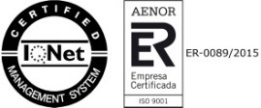 CERTIFIED
IQNet
MANAGEMENT SYSTEM
AENOR
ER
Empresa
Certificada
ISO 9001
ER-0089/2015